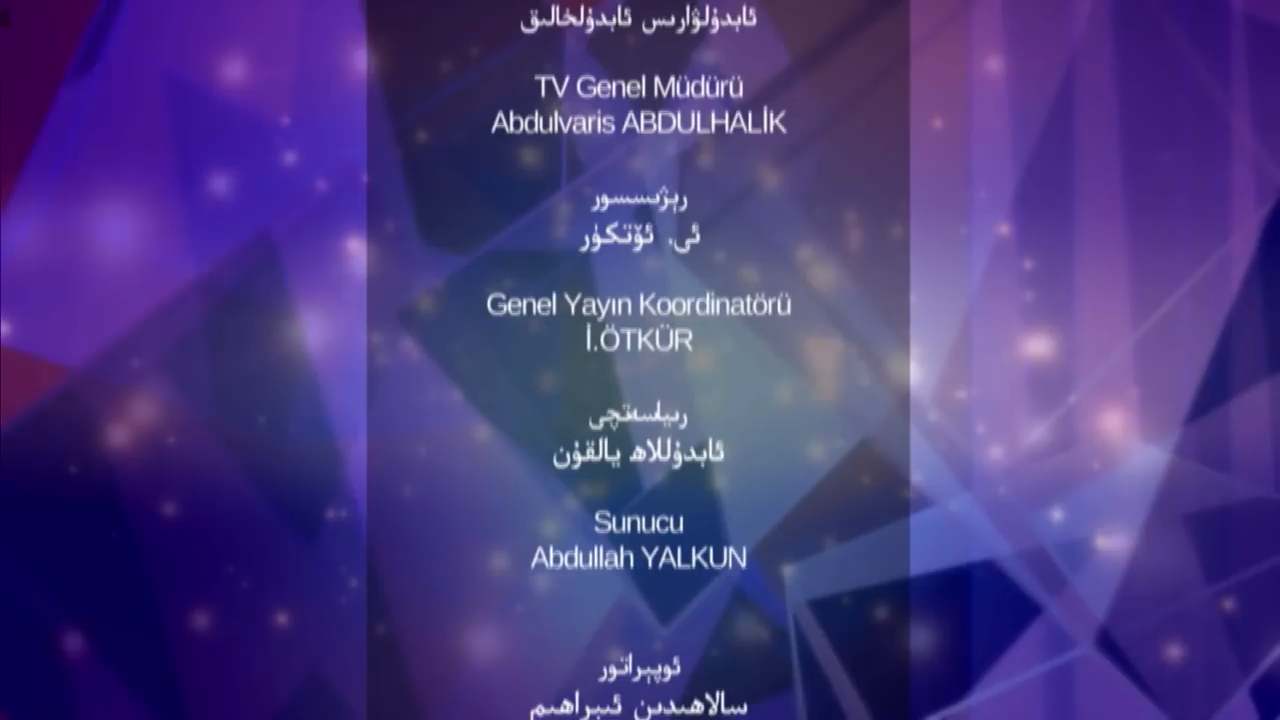 ئابدۇلۋارىس ئابدۇلخالىق
TV Genel Müdürü
Abdulvaris ABDULHALİK
رېژىسسور
ئى. ئۆتكۈر
Genel Yayın Koordinatörü
İ.ÖTKÜR
رىياسەتچى
ئابدۇللاھ يالقۇن
Sunucu
Abdullah YALKUN
ئوپېراتور
سالاھىدىن ئىبراھىم